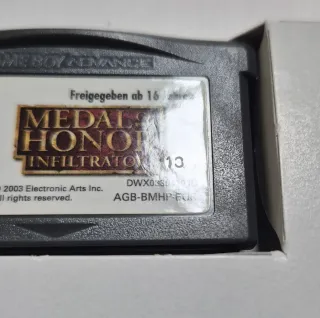 GAME BOY ADVANCE
Freigegeben ab 16 Jahren
MEDAL OF
HONOR
INFILTRATOR
13
© 2003 Electronic Arts Inc.
All rights reserved.
AGB-BMHP-EUR